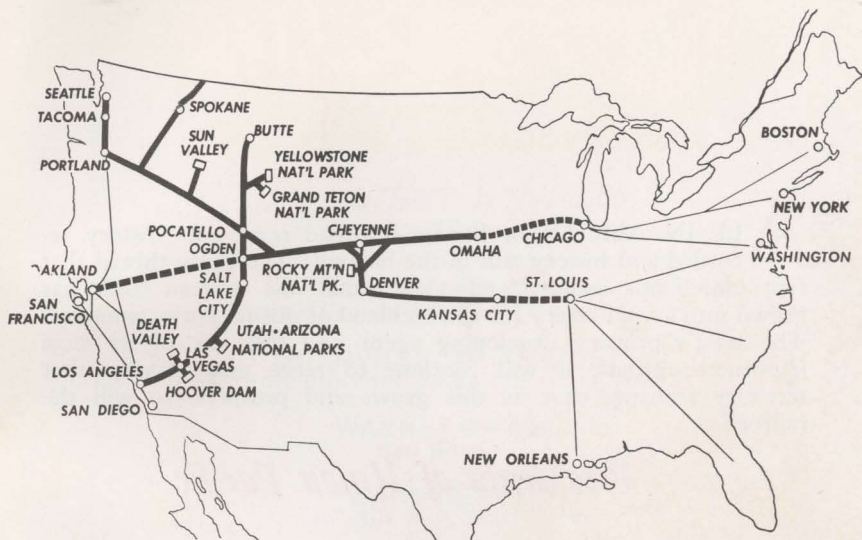 SEATTLE
TACOMA
SPOKANE
PORTLAND
SUN
VALLEY
BUTTE
YELLOWSTONE
NAT'L PARK
GRAND TETON
NAT'L PARK
POCATELLO
OGDEN
CHEYENNE
OMAHA
CHICAGO
BOSTON
NEW YORK
WASHINGTON
OAKLAND
SAN
FRANCISCO
SALT
LAKE
CITY
ROCKY MT'N
NAT'L PK.
DENVER
KANSAS CITY
ST. LOUIS
DEATH
VALLEY
LAS
VEGAS
UTAH•ARIZONA
NATIONAL PARKS
LOS ANGELES
HOOVER DAM
SAN DIEGO
NEW ORLEANS